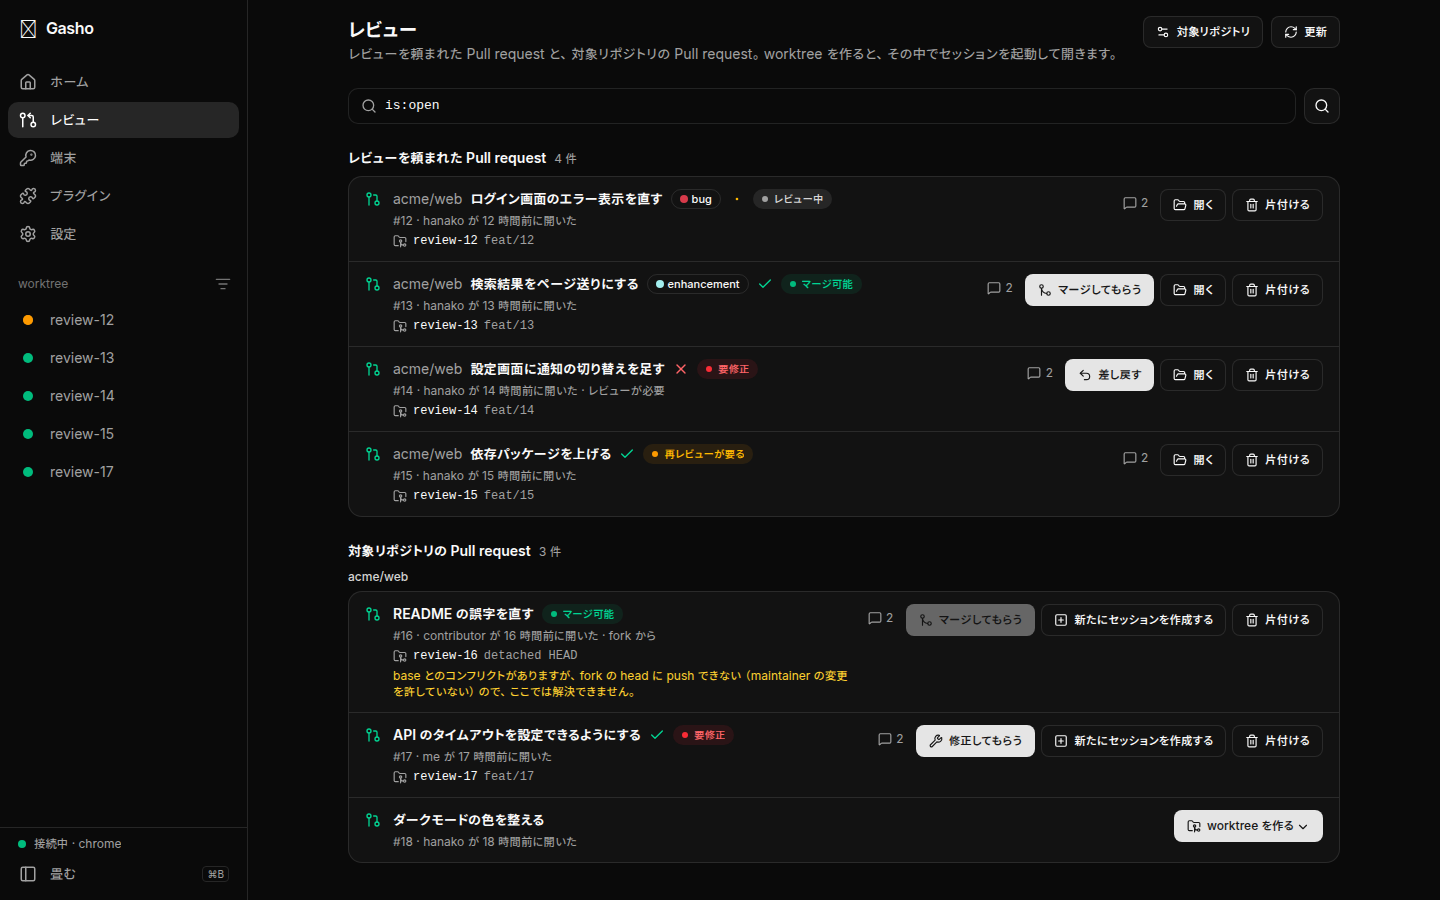 Gasho
ホーム
レビュー
端末
プラグイン
設定
worktree
review-12
review-13
review-14
review-15
review-17
接続中 · chrome
畳む
⌘B
レビュー
対象リポジトリ
更新
レビューを頼まれた Pull request と、対象リポジトリの Pull request。worktree を作ると、その中でセッションを起動して開きます。
is:open
レビューを頼まれた Pull request 4 件
acme/web ログイン画面のエラー表示を直す bug · レビュー中 2 開く 片付ける
#12 · hanako が 12 時間前に開いた
review-12 feat/12
acme/web 検索結果をページ送りにする enhancement マージ可能 2 マージしてもらう 開く 片付ける
#13 · hanako が 13 時間前に開いた
review-13 feat/13
acme/web 設定画面に通知の切り替えを足す 要修正 2 差し戻す 開く 片付ける
#14 · hanako が 14 時間前に開いた · レビューが必要
review-14 feat/14
acme/web 依存パッケージを上げる 再レビューが要る 2 開く 片付ける
#15 · hanako が 15 時間前に開いた
review-15 feat/15
対象リポジトリの Pull request 3 件
acme/web
README の誤字を直す マージ可能 2 マージしてもらう 新たにセッションを作成する 片付ける
#16 · contributor が 16 時間前に開いた · fork から
review-16 detached HEAD
base とのコンフリクトがありますが、fork の head に push できない（maintainer の変更
を許していない）ので、ここでは解決できません。
API のタイムアウトを設定できるようにする 要修正 2 修正してもらう 新たにセッションを作成する 片付ける
#17 · me が 17 時間前に開いた
review-17 feat/17
ダークモードの色を整える worktree を作る
#18 · hanako が 18 時間前に開いた